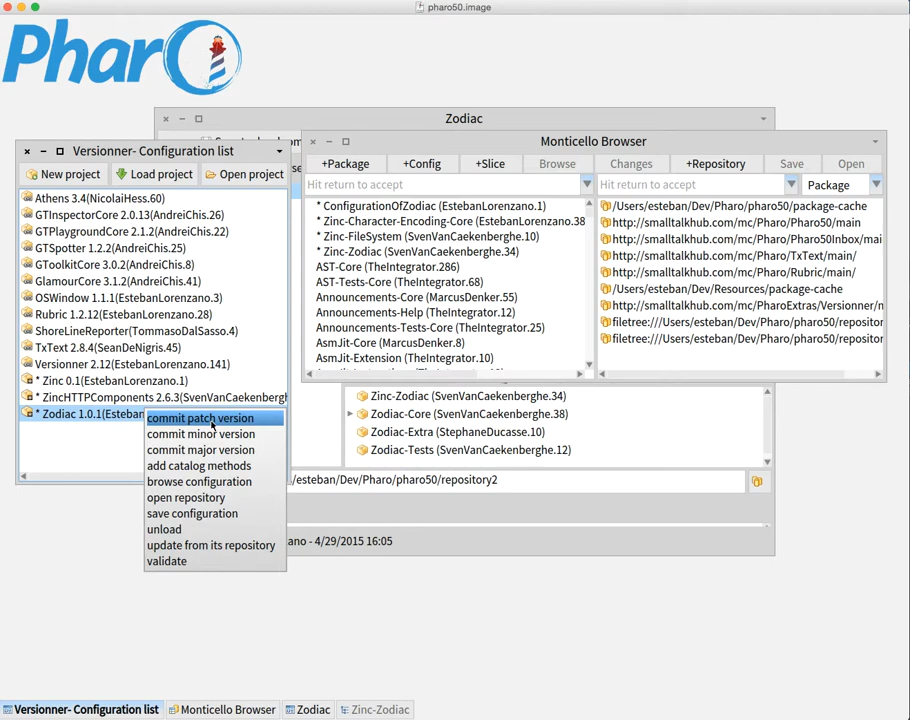 pharo50.image
Pharo
Zodiac
Monticello Browser
+Package
+Config
+Slice
Browse
Changes
+Repository
Save
Open
Hit return to accept
Hit return to accept
Package
* ConfigurationOfZodiac (EstebanLorenzano.1)
* Zinc-Character-Encoding-Core (EstebanLorenzano.38
* Zinc-FileSystem (SvenVanCaekenberghe.10)
* Zinc-Zodiac (SvenVanCaekenberghe.34)
AST-Core (TheIntegrator.286)
AST-Tests-Core (TheIntegrator.68)
Announcements-Core (MarcusDenker.55)
Announcements-Help (TheIntegrator.12)
Announcements-Tests-Core (TheIntegrator.25)
AsmJit-Core (MarcusDenker.8)
AsmJit-Extension (TheIntegrator.10)
/Users/esteban/Dev/Pharo/pharo50/package-cache
http://smalltalkhub.com/mc/Pharo/Pharo50/main
http://smalltalkhub.com/mc/Pharo/Pharo50Inbox/mai
http://smalltalkhub.com/mc/Pharo/TxText/main/
http://smalltalkhub.com/mc/Pharo/Rubric/main/
/Users/esteban/Dev/Resources/package-cache
http://smalltalkhub.com/mc/PharoExtras/Versionner/n
filetree:///Users/esteban/Dev/Pharo/pharo50/repositor
filetree:///Users/esteban/Dev/Pharo/pharo50/repositor
Versionner- Configuration list
New project
Load project
Open project
Athens 3.4(NicolaiHess.60)
GTInspectorCore 2.0.13(AndreiChis.26)
GTPlaygroundCore 2.1.2(AndreiChis.22)
GTSpotter 1.2.2(AndreiChis.25)
GToolkitCore 3.0.2(AndreiChis.8)
GlamourCore 3.1.2(AndreiChis.41)
OSWindow 1.1.1(EstebanLorenzano.3)
Rubric 1.2.12(EstebanLorenzano.28)
ShoreLineReporter(TommasoDalSasso.4)
TxText 2.8.4(SeanDeNigris.45)
Versionner 2.12(EstebanLorenzano.141)
* Zinc 0.1(EstebanLorenzano.1)
* ZincHTTPComponents 2.6.3(SvenVanCaekenbergh
* Zodiac 1.0.1(Esteban
commit patch version
commit minor version
commit major version
add catalog methods
browse configuration
open repository
save configuration
unload
update from its repository
validate
Zinc-Zodiac (SvenVanCaekenberghe.34)
Zodiac-Core (SvenVanCaekenberghe.38)
Zodiac-Extra (StephaneDucasse.10)
Zodiac-Tests (SvenVanCaekenberghe.12)
/esteban/Dev/Pharo/pharo50/repository2
ano - 4/29/2015 16:05
Versionner- Configuration list
Monticello Browser
Zodiac
Zinc-Zodiac